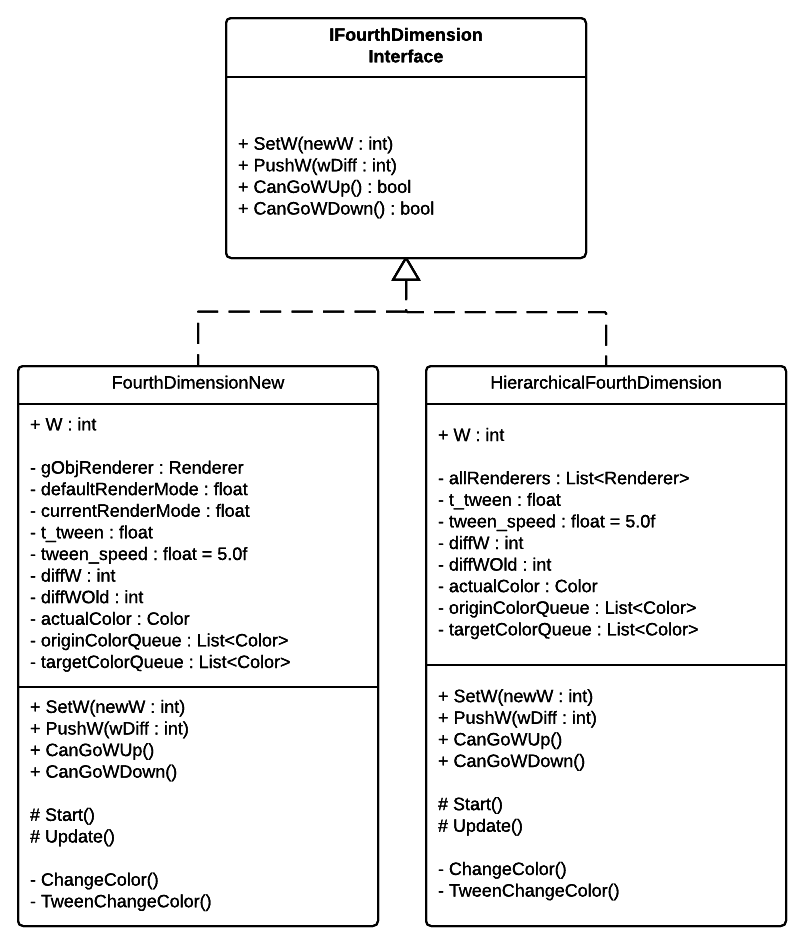 IFourthDimension
Interface
+ SetW(newW : int)
+ PushW(wDiff : int)
+ CanGoWUp() : bool
+ CanGoWDown() : bool
FourthDimensionNew
+ W : int
- gObjRenderer : Renderer
- defaultRenderMode : float
- currentRenderMode : float
- t_tween : float
- tween_speed : float = 5.0f
- diffW : int
- diffWOld : int
- actualColor : Color
- originColorQueue : List<Color>
- targetColorQueue : List<Color>
+ SetW(newW : int)
+ PushW(wDiff : int)
+ CanGoWUp()
+ CanGoWDown()
# Start()
# Update()
- ChangeColor()
- TweenChangeColor()
HierarchicalFourthDimension
+ W : int
- allRenderers : List<Renderer>
- t_tween : float
- tween_speed : float = 5.0f
- diffW : int
- diffWOld : int
- actualColor : Color
- originColorQueue : List<Color>
- targetColorQueue : List<Color>
+ SetW(newW : int)
+ PushW(wDiff : int)
+ CanGoWUp()
+ CanGoWDown()
# Start()
# Update()
- ChangeColor()
- TweenChangeColor()